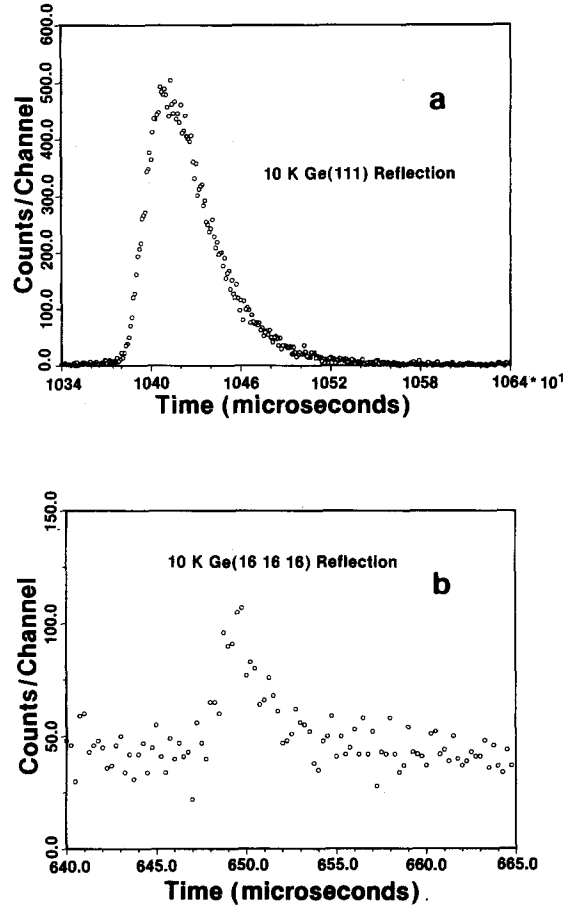 600.0
500.0
400.0
300.0
200.0
100.0
0.0
Counts/Channel
a
10 K Ge(111) Reflection
1034 1040 1046 1052 1058 1064*10¹
Time (microseconds)
150.0
100.0
50.0
0.0
Counts/Channel
10 K Ge(16 16 16) Reflection
b
640.0 645.0 650.0 655.0 660.0 665.0
Time (microseconds)